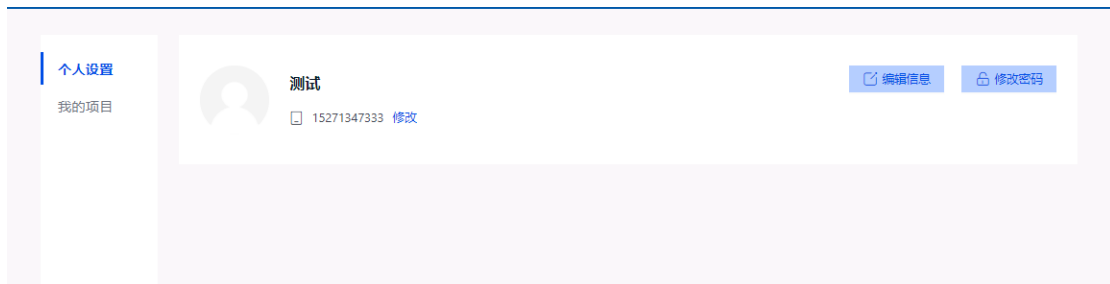 个人设置
我的项目
测试
15271347333 修改
编辑信息
修改密码